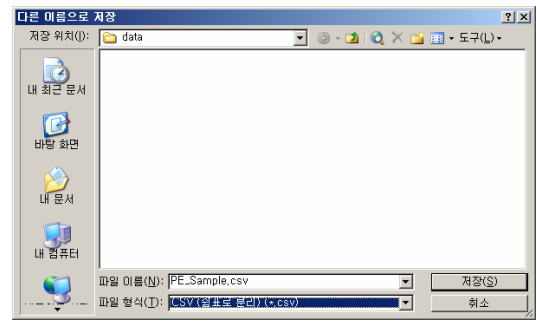 다른 이름으로 저장
저장 위치(I): data 도구(L)
내 최근 문서
바탕 화면
내 문서
내 컴퓨터
파일 이름(N): PE_Sample.csv 저장(S)
파일 형식(T): CSV (쉼표로 분리) (*.csv) 취소